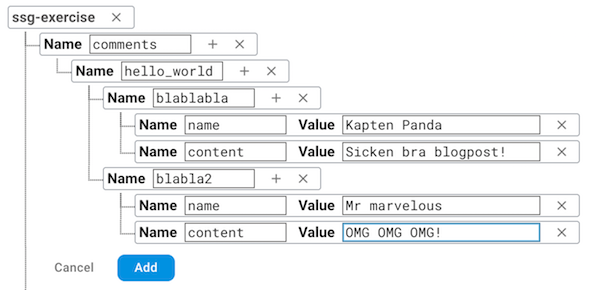 ssg-exercise ×
Name comments + ×
Name hello_world + ×
Name blablabla + ×
Name name Value Kapten Panda ×
Name content Value Sicken bra blogpost! ×
Name blabla2 + ×
Name name Value Mr marvelous ×
Name content Value OMG OMG OMG! ×
Cancel Add